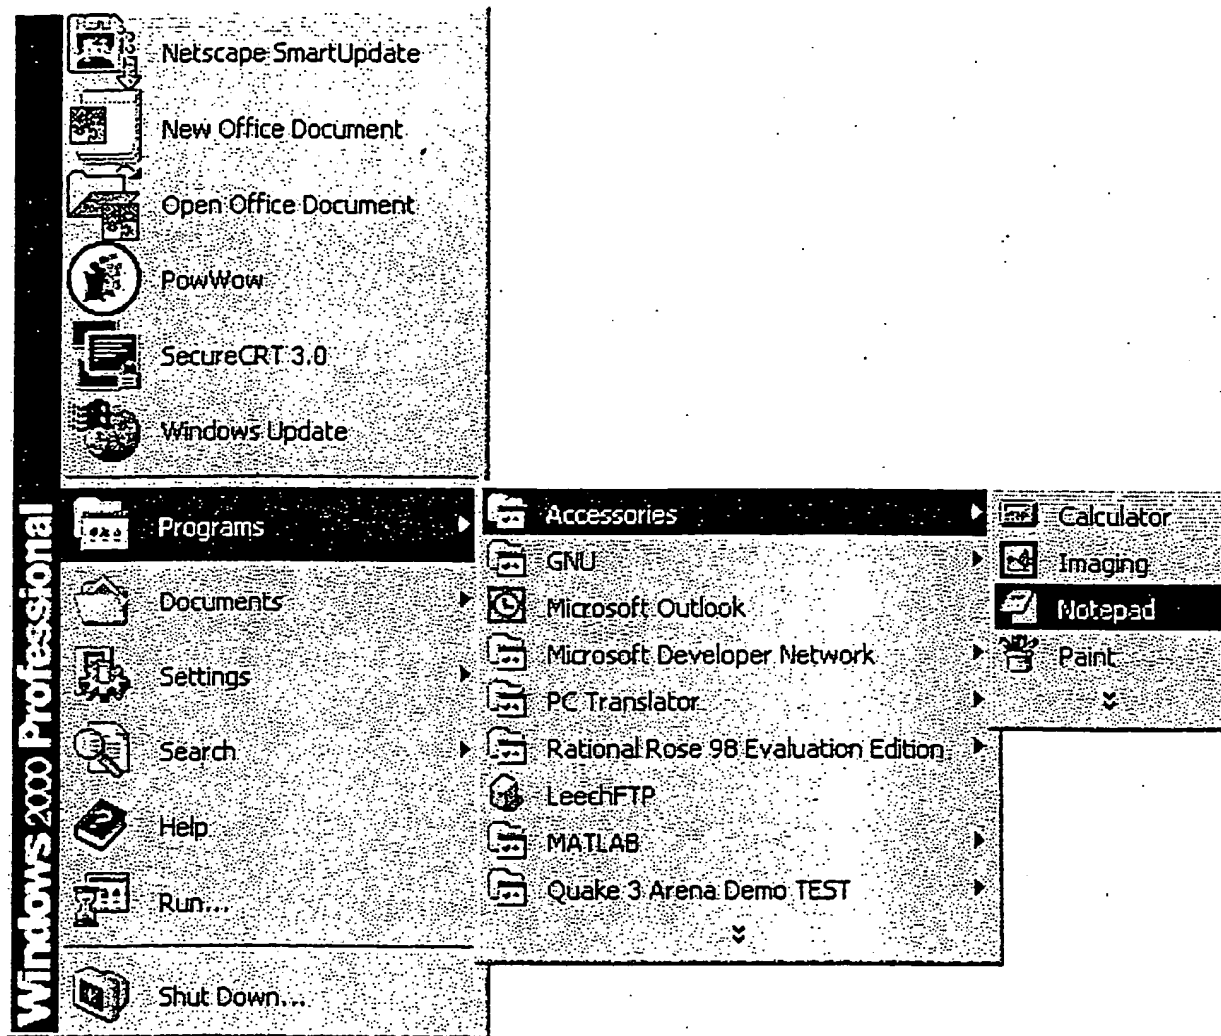 Netscape SmartUpdate
New Office Document
Open Office Document
PowWow
SecureCRT 3.0
Windows Update
Programs
Documents
Settings
Search
Help
Run...
Shut Down...
Windows 2000 Professional
Accessories
GNU
Microsoft Outlook
Microsoft Developer Network
PC Translator
Rational Rose 98 Evaluation Edition
LeechFTP
MATLAB
Quake 3 Arena Demo TEST
Calculator
Imaging
Notepad
Paint